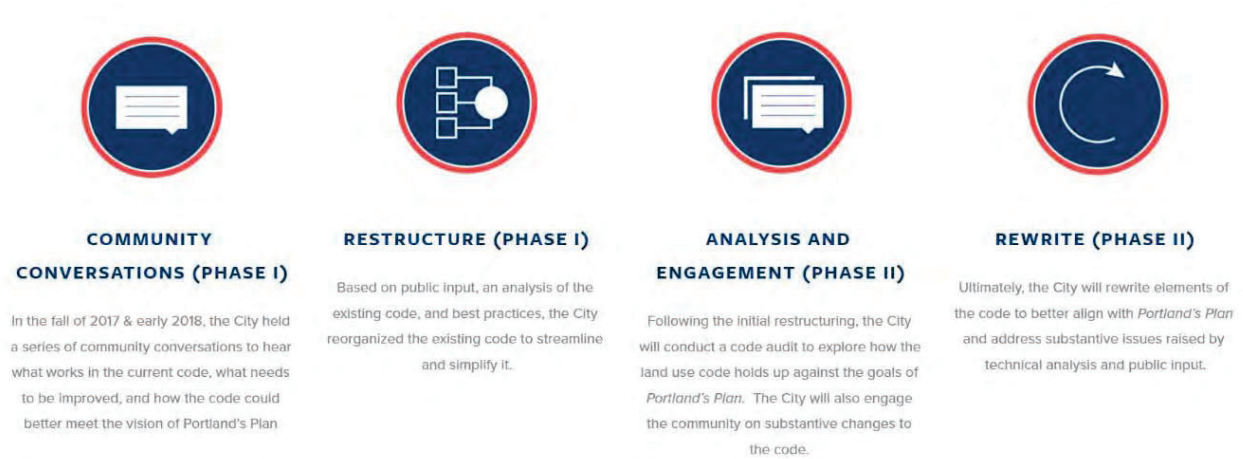 COMMUNITY
CONVERSATIONS (PHASE I)
In the fall of 2017 & early 2018, the City held
a series of community conversations to hear
what works in the current code, what needs
to be improved, and how the code could
better meet the vision of Portland's Plan
RESTRUCTURE (PHASE I)
Based on public input, an analysis of the
existing code, and best practices, the City
reorganized the existing code to streamline
and simplify it.
ANALYSIS AND
ENGAGEMENT (PHASE II)
Following the initial restructuring, the City
will conduct a code audit to explore how the
land use code holds up against the goals of
Portland's Plan. The City will also engage
the community on substantive changes to
the code.
REWRITE (PHASE II)
Ultimately, the City will rewrite elements of
the code to better align with Portland's Plan
and address substantive issues raised by
technical analysis and public input.